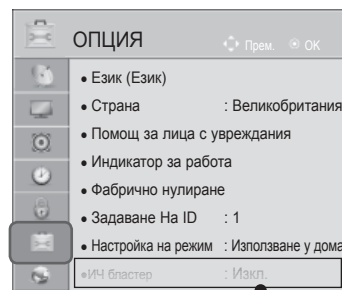 ОПЦИЯ
Прем. OK
• Език (Език)
• Страна : Великобритания
• Помощ за лица с увреждания
• Индикатор за работа
• Фабрично нулиране
• Задаване На ID : 1
• Настройка на режим : Използване у дома
•ИЧ бластер : Изкл.